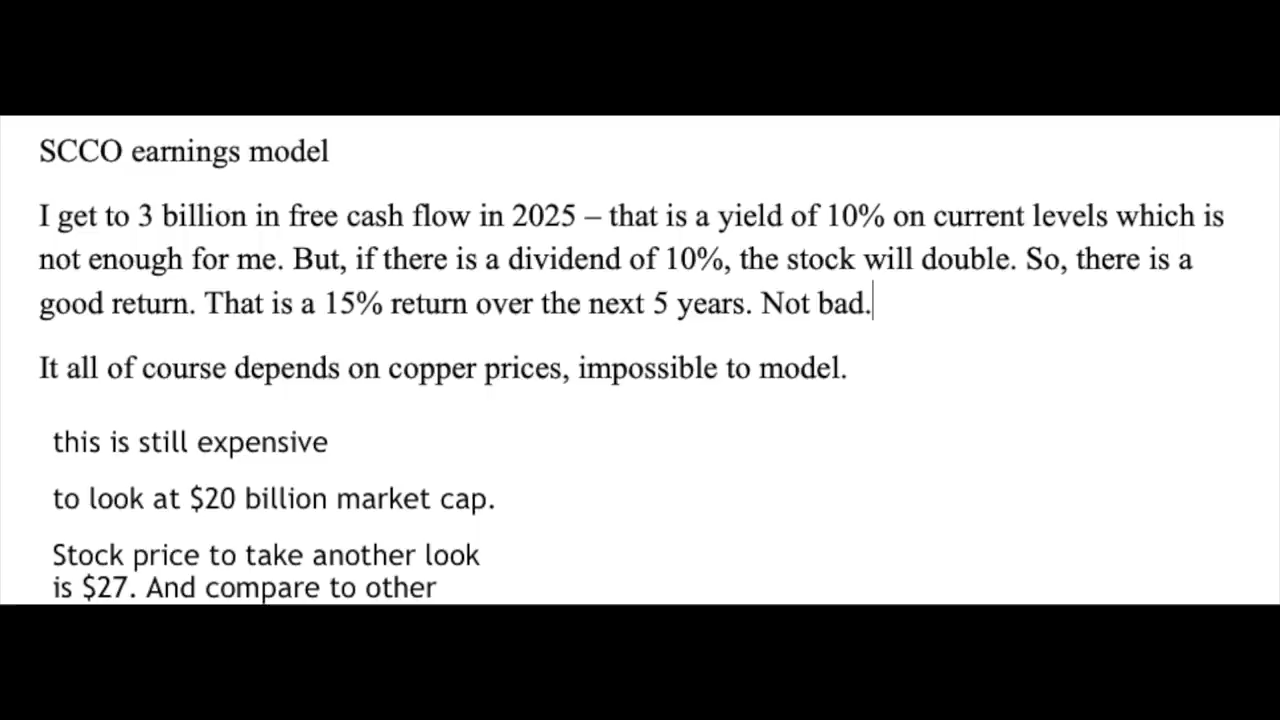 SCCO earnings model
I get to 3 billion in free cash flow in 2025 – that is a yield of 10% on current levels which is
not enough for me. But, if there is a dividend of 10%, the stock will double. So, there is a
good return. That is a 15% return over the next 5 years. Not bad.
It all of course depends on copper prices, impossible to model.
this is still expensive
to look at $20 billion market cap.
Stock price to take another look
is $27. And compare to other